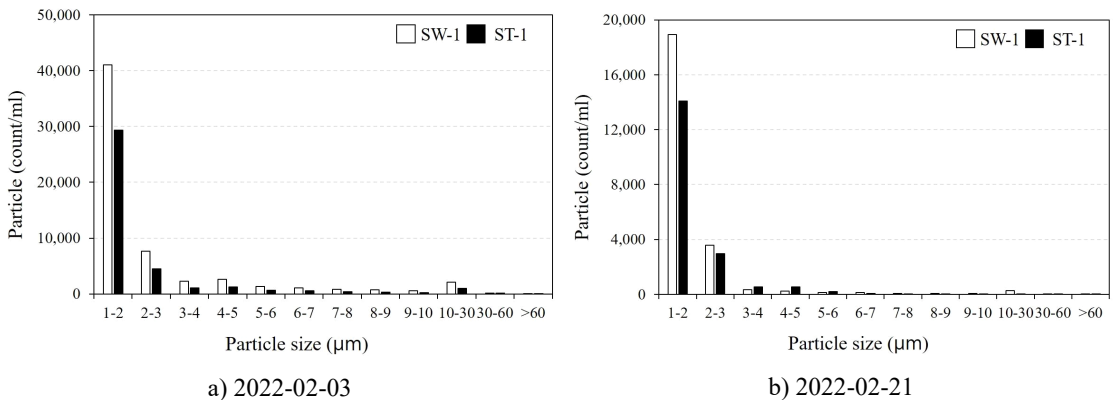 50,000
40,000
30,000
20,000
10,000
0
Particle (count/ml)
SW-1 ST-1
1-2 2-3 3-4 4-5 5-6 6-7 7-8 8-9 9-10 10-30 30-60 >60
Particle size (μm)
a) 2022-02-03
20,000
16,000
12,000
8,000
4,000
0
Particle (count/ml)
SW-1 ST-1
1-2 2-3 3-4 4-5 5-6 6-7 7-8 8-9 9-10 10-30 30-60 >60
Particle size (μm)
b) 2022-02-21